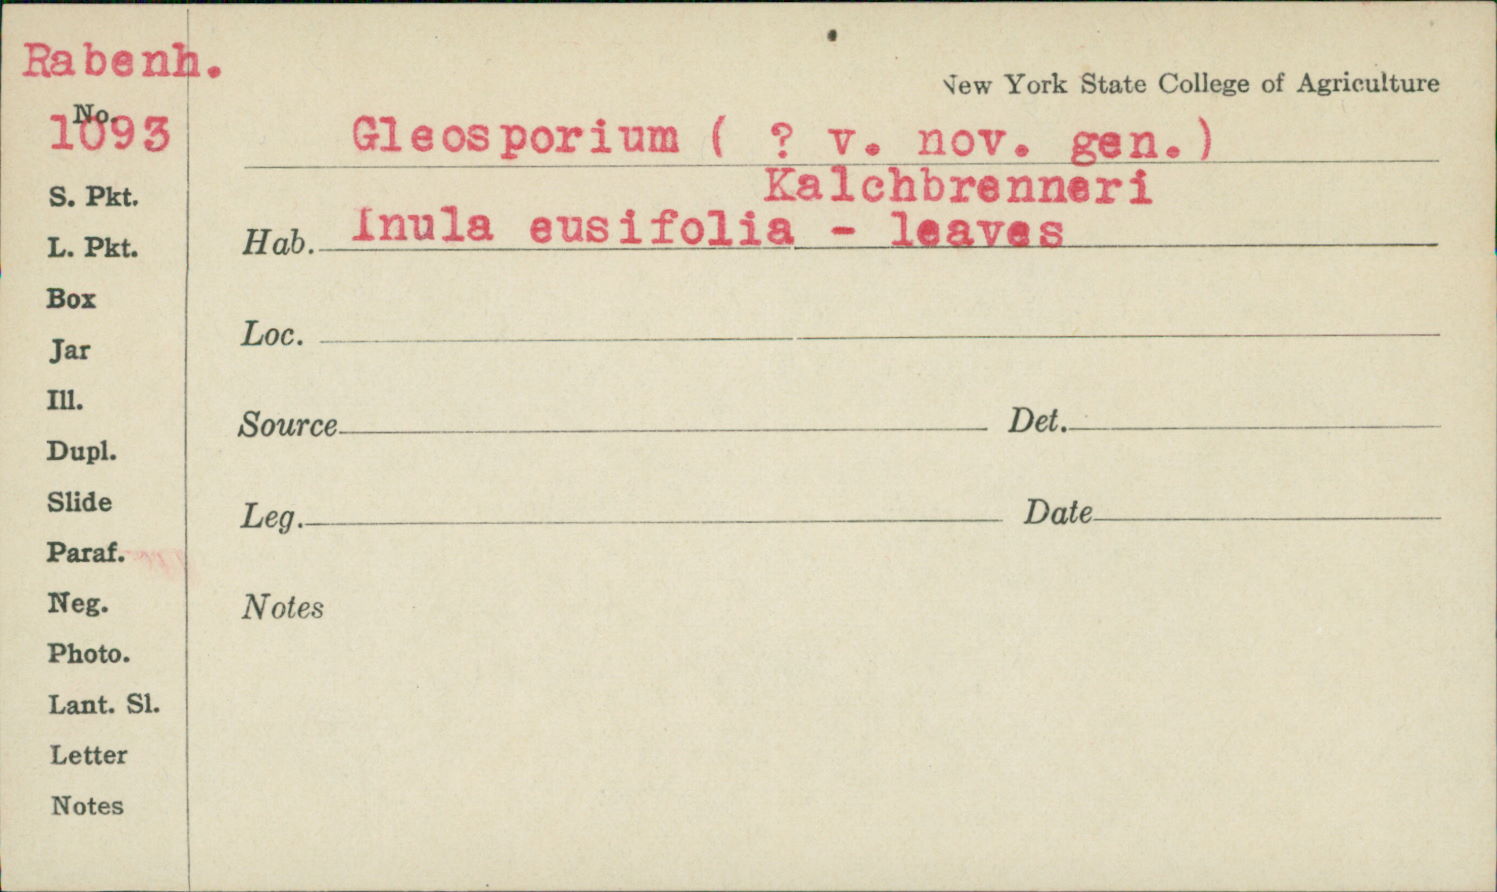 Rabenh.
New York State College of Agriculture
No.
1093
Gleosporium ( ? v. nov. gen.)
Kalchbrenneri
S. Pkt.
Hab. Inula eusifolia - leaves
L. Pkt.
Box
Loc.
Jar
Ill.
Source Det.
Dupl.
Slide
Leg. Date
Paraf.
Neg.
Notes
Photo.
Lant. Sl.
Letter
Notes